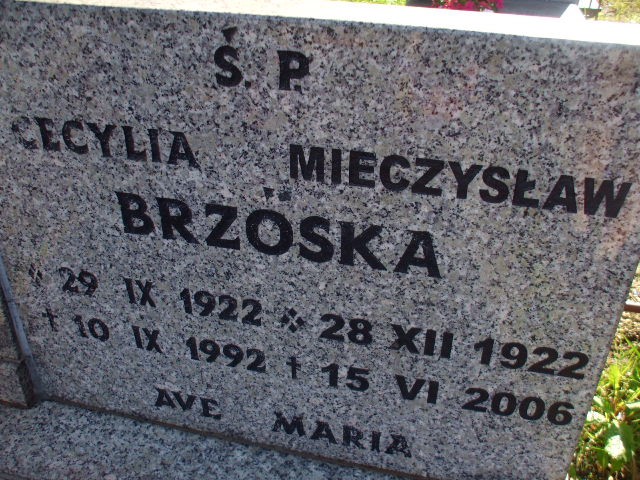 Ś. P.
CECYLIA MIECZYSŁAW
BRZÓSKA
* 29 IX 1922 * 28 XII 1922
† 10 IX 1992 † 15 VI 2006
AVE MARIA